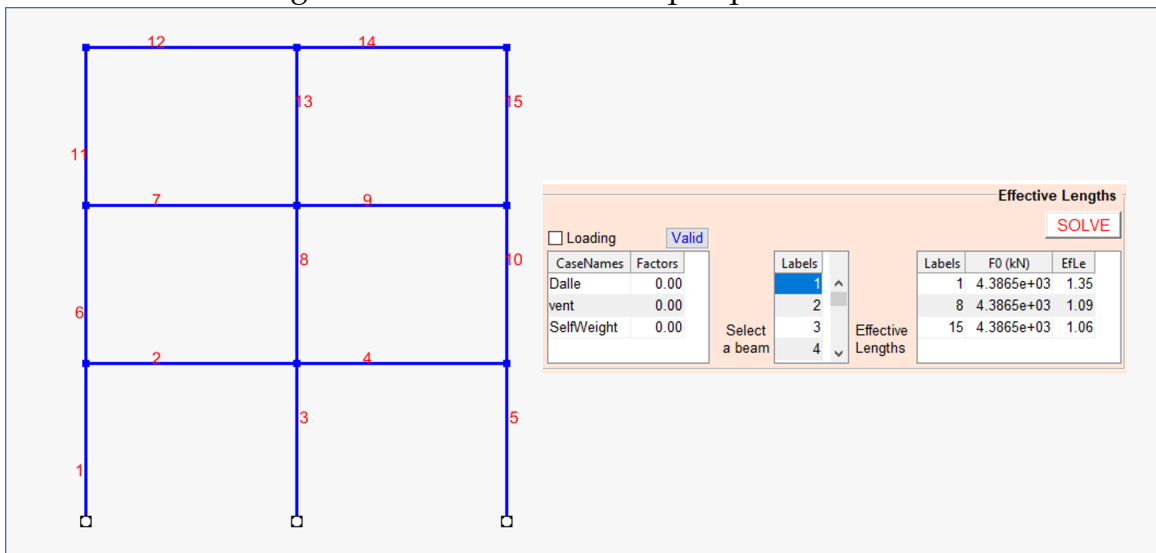 12 14
13 15
11
7 9
8 10
6
2 4
3 5
1
Effective Lengths
SOLVE
Loading Valid
CaseNames Factors
Dalle 0.00
vent 0.00
SelfWeight 0.00
Select
a beam
Labels
1
2
3
4
Effective
Lengths
Labels F0 (kN) EfLe
1 4.3865e+03 1.35
8 4.3865e+03 1.09
15 4.3865e+03 1.06